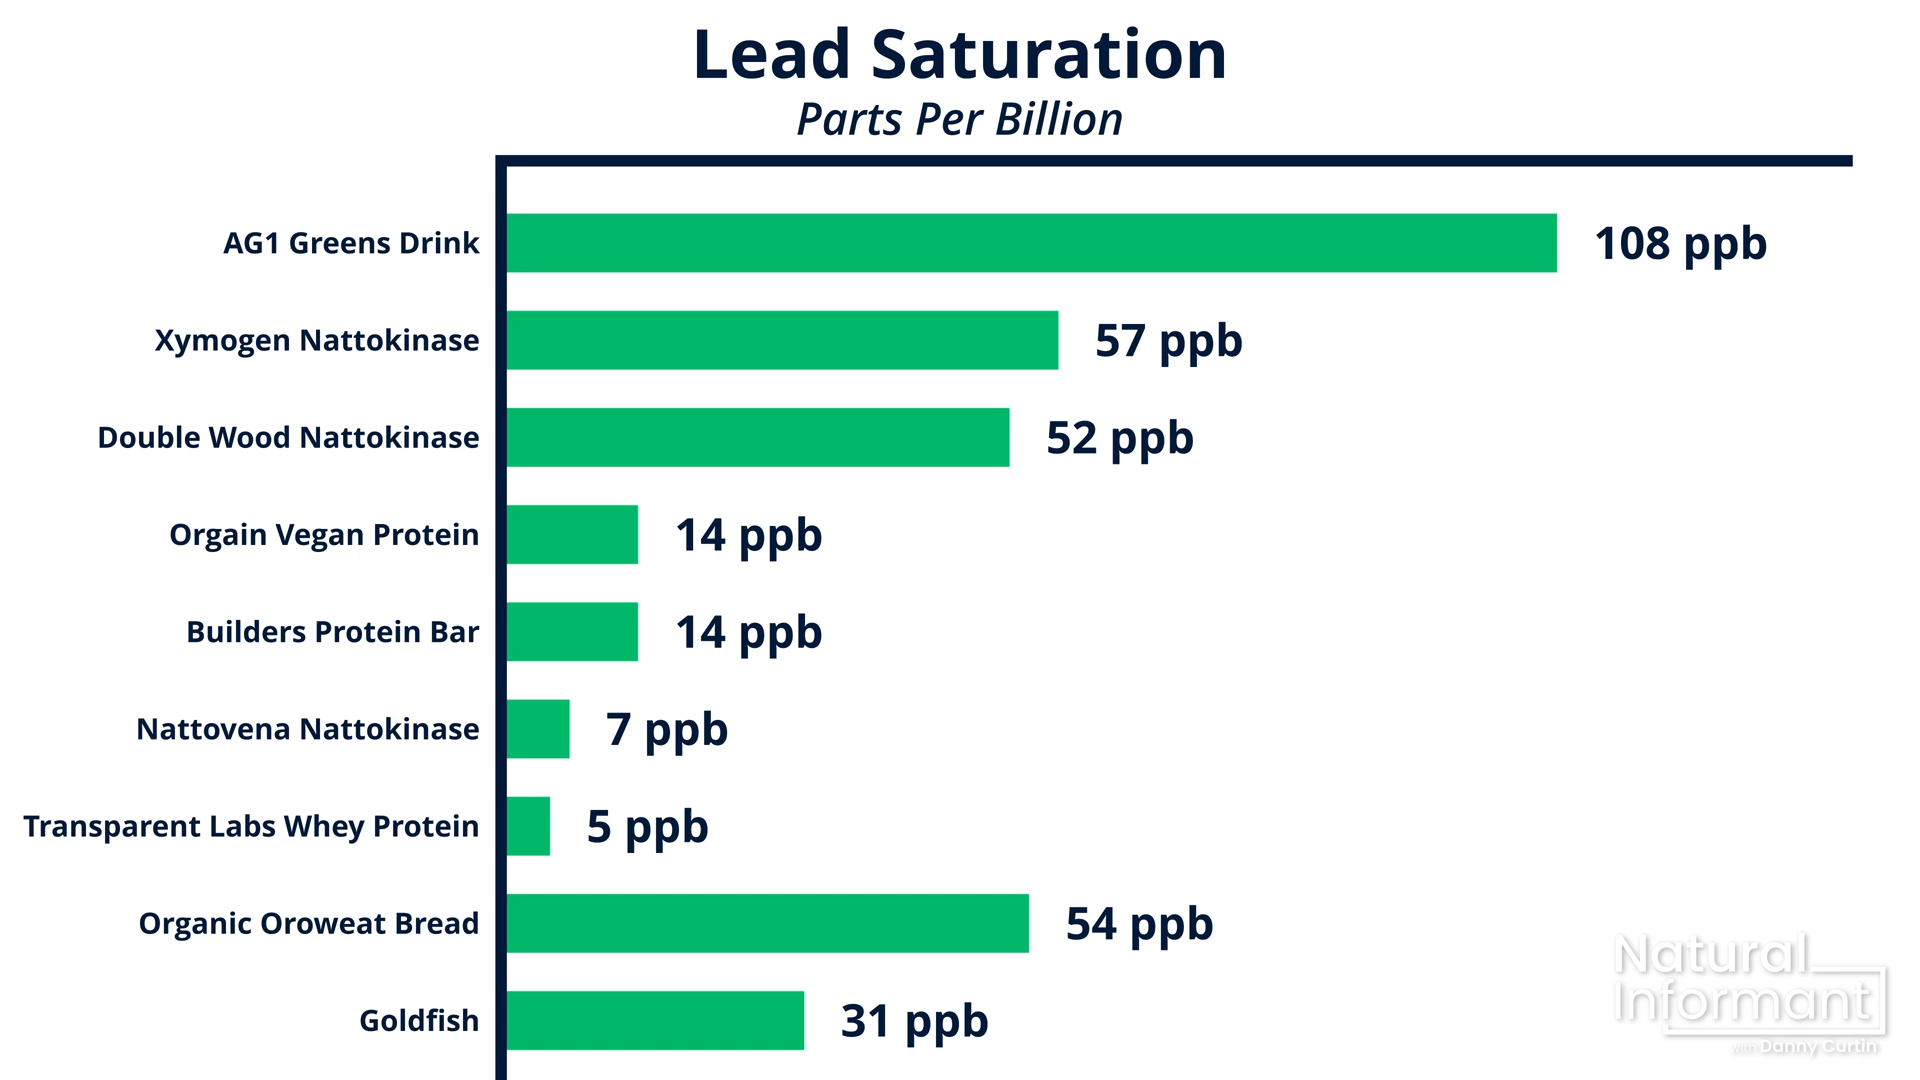 Lead Saturation
Parts Per Billion
AG1 Greens Drink 108 ppb
Xymogen Nattokinase 57 ppb
Double Wood Nattokinase 52 ppb
Orgain Vegan Protein 14 ppb
Builders Protein Bar 14 ppb
Nattovena Nattokinase 7 ppb
Transparent Labs Whey Protein 5 ppb
Organic Oroweat Bread 54 ppb
Goldfish 31 ppb
Natural
Informant
with Danny Curtin